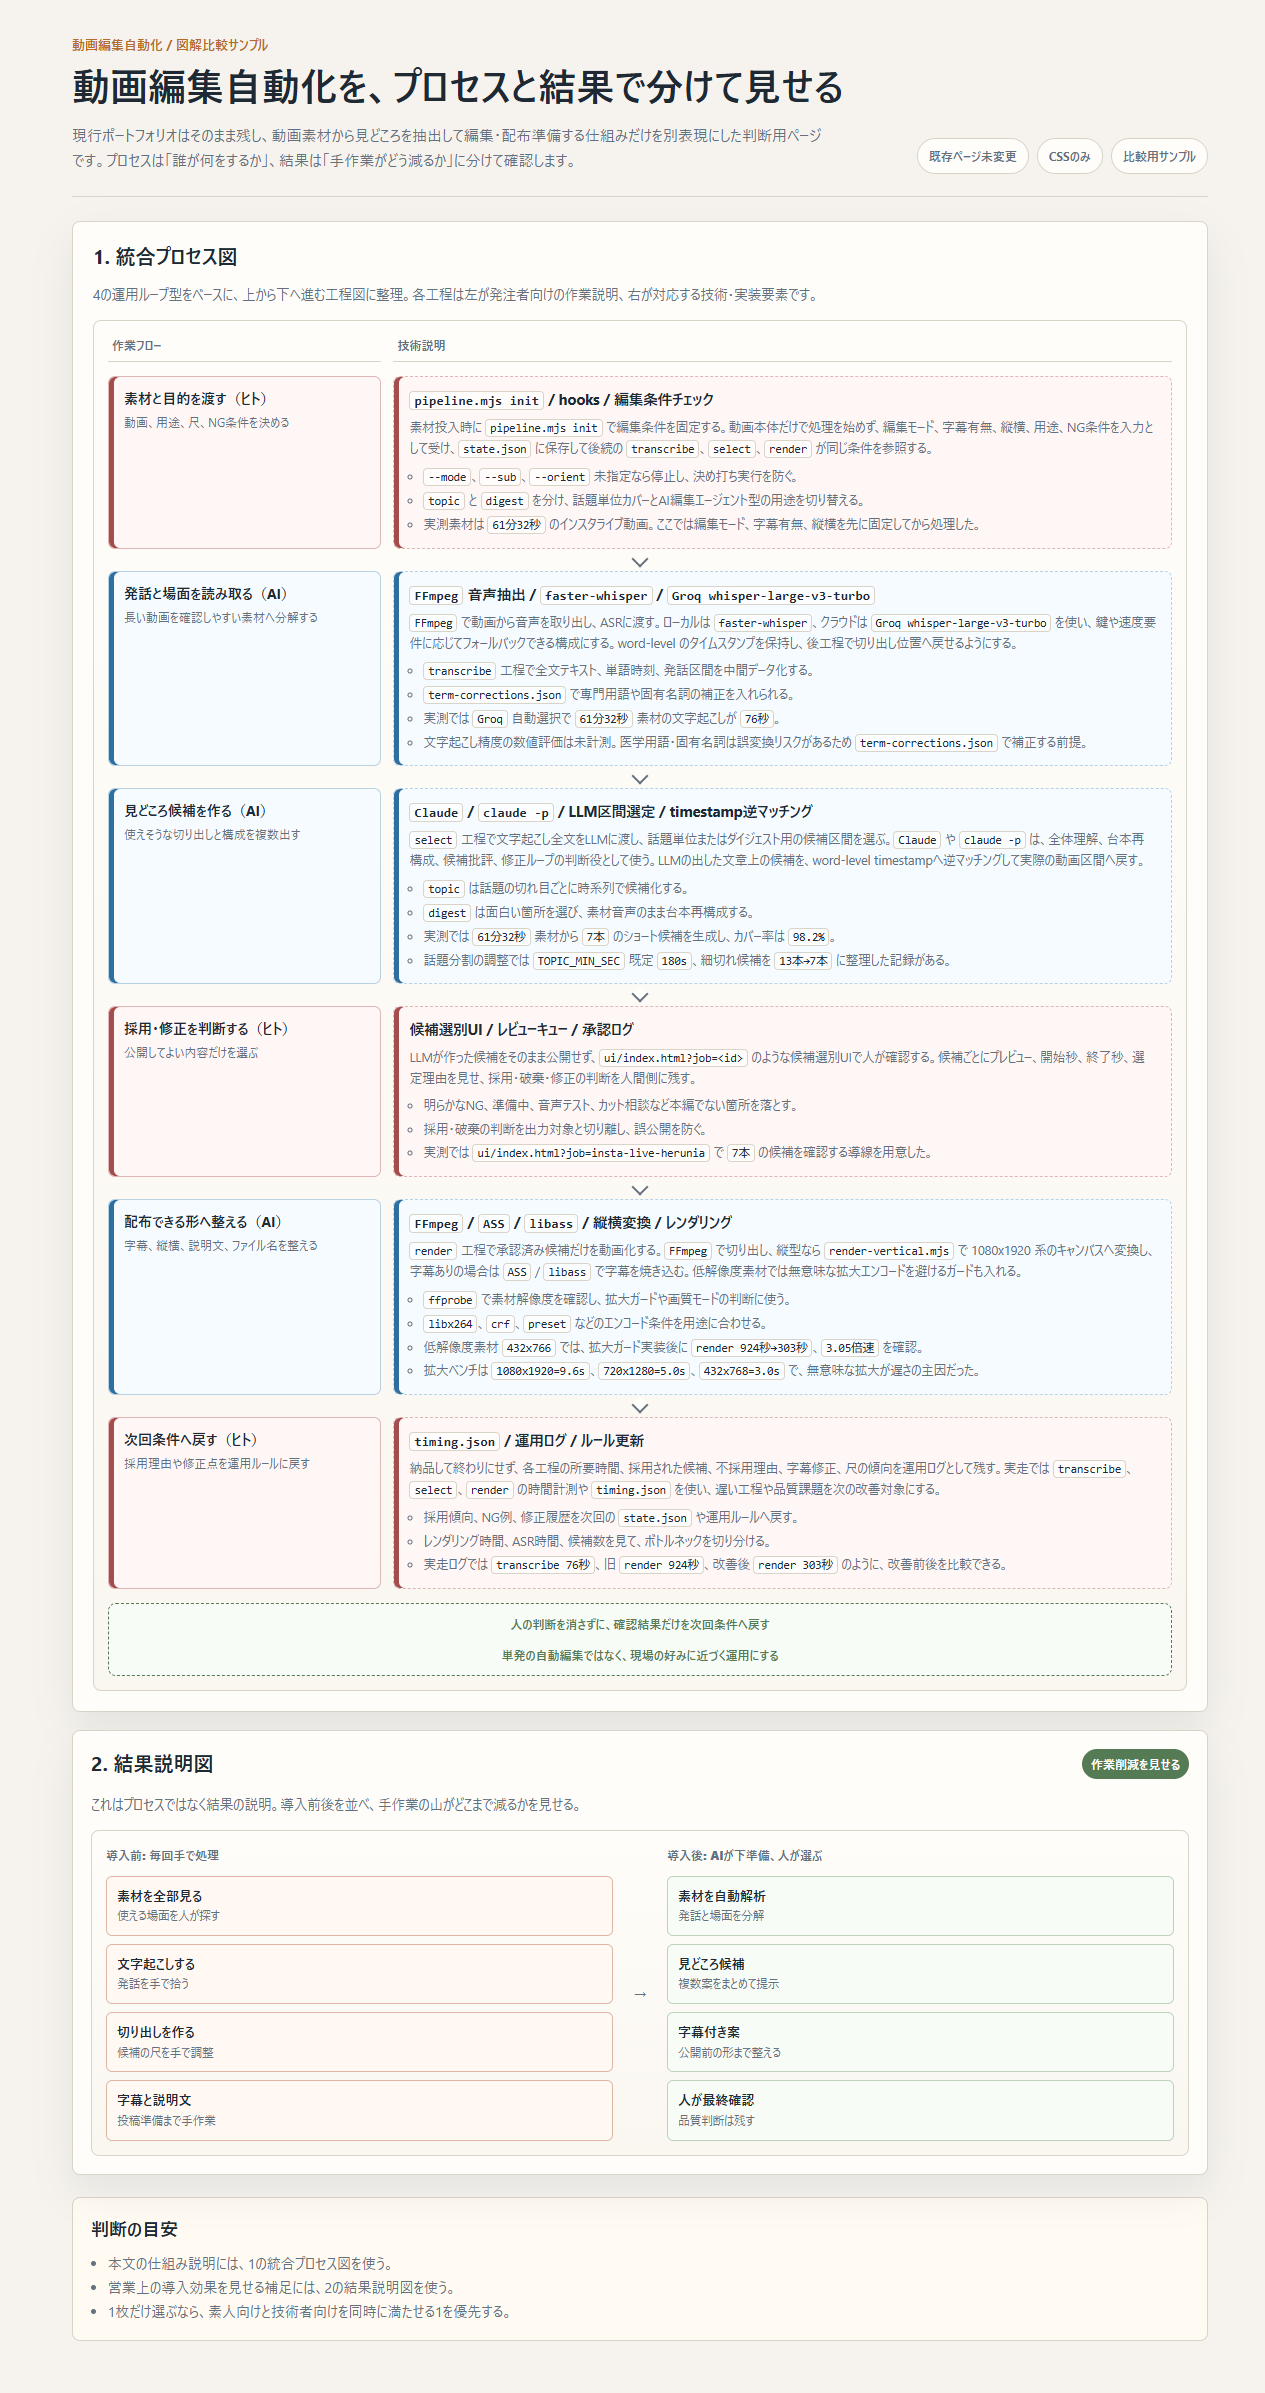 動画編集自動化 / 図解比較サンプル
動画編集自動化を、プロセスと結果で分けて見せる
現行ポートフォリオはそのまま残し、動画素材から見どころを抽出して編集・配布準備する仕組みだけを別表現にした判断用ページ
です。プロセスは「誰が何をするか」、結果は「手作業がどう減るか」に分けて確認します。
既存ページ未変更
CSSのみ
比較用サンプル
1. 統合プロセス図
4の運用ループ型をベースに、上から下へ進む工程図に整理。各工程は左が発注者向けの作業説明、右が対応する技術・実装要素です。
作業フロー
技術説明
素材と目的を渡す（ヒト）
動画、用途、尺、NG条件を決める
pipeline.mjs init / hooks / 編集条件チェック
素材投入時に pipeline.mjs init で編集条件を固定する。動画本体だけで処理を始めず、編集モード、字幕有無、縦横、用途、NG条件を入力と
して受け、state.json に保存して後続の transcribe、select、render が同じ条件を参照する。
--mode、--sub、--orient 未指定なら停止し、決め打ち実行を防ぐ。
topic と digest を分け、話題単位カバーとAI編集エージェント型の用途を切り替える。
実測素材は 61分32秒 のインスタライブ動画。ここでは編集モード、字幕有無、縦横を先に固定してから処理した。
発話と場面を読み取る（AI）
長い動画を確認しやすい素材へ分解する
FFmpeg 音声抽出 / faster-whisper / Groq whisper-large-v3-turbo
FFmpeg で動画から音声を取り出し、ASRに渡す。ローカルは faster-whisper、クラウドは Groq whisper-large-v3-turbo を使い、鍵や速度要
件に応じてフォールバックできる構成にする。word-level のタイムスタンプを保持し、後工程で切り出し位置へ戻せるようにする。
transcribe 工程で全文テキスト、単語時刻、発話区間を中間データ化する。
term-corrections.json で専門用語や固有名詞の補正を入れられる。
実測では Groq 自動選択で 61分32秒 素材の文字起こしが 76秒。
文字起こし精度の数値評価は未計測。医学用語・固有名詞は誤変換リスクがあるため term-corrections.json で補正する前提。
見どころ候補を作る（AI）
使えそうな切り出しと構成を複数出す
Claude / claude -p / LLM区間選定 / timestamp逆マッチング
select 工程で文字起こし全文をLLMに渡し、話題単位またはダイジェスト用の候補区間を選ぶ。Claude や claude -p は、全体理解、台本再
構成、候補批評、修正ループの判断役として使う。LLMの出した文章上の候補を、word-level timestampへ逆マッチングして実際の動画区間へ戻す。
topic は話題の切れ目ごとに時系列で候補化する。
digest は面白い箇所を選び、素材音声のまま台本再構成する。
実測では 61分32秒 素材から 7本 のショート候補を生成し、カバー率は 98.2%。
話題分割の調整では TOPIC_MIN_SEC 既定 180s、細切れ候補を 13本→7本 に整理した記録がある。
採用・修正を判断する（ヒト）
公開してよい内容だけを選ぶ
候補選別UI / レビューキュー / 承認ログ
LLMが作った候補をそのまま公開せず、ui/index.html?job=<id> のような候補選別UIで人が確認する。候補ごとにプレビュー、開始秒、終了秒、選
定理由を見せ、採用・破棄・修正の判断を人間側に残す。
明らかなNG、準備中、音声テスト、カット相談など本編でない箇所を落とす。
採用・破棄の判断を出力対象と切り離し、誤公開を防ぐ。
実測では ui/index.html?job=insta-live-herunia で 7本 の候補を確認する導線を用意した。
配布できる形へ整える（AI）
字幕、縦横、説明文、ファイル名を整える
FFmpeg / ASS / libass / 縦横変換 / レンダリング
render 工程で承認済み候補だけを動画化する。FFmpeg で切出し、縦型なら render-vertical.mjs で 1080x1920 系のキャンバスへ変換し、
字幕ありの場合は ASS / libass で字幕を焼き込む。低解像度素材では無意味な拡大エンコードを避けるガードも入れる。
ffprobe で素材解像度を確認し、拡大ガードや画質モードの判断に使う。
libx264、crf、preset などのエンコード条件を用途に合わせる。
低解像度素材 432x766 では、拡大ガード実装後に render 924秒→303秒、3.05倍速 を確認。
拡大ベンチは 1080x1920=9.6s、720x1280=5.0s、432x768=3.0s で、無意味な拡大が遅さの主因だった。
次回条件へ戻す（ヒト）
採用理由や修正点を運用ルールに戻す
timing.json / 運用ログ / ルール更新
納品して終わりにせず、各工程の所要時間、採用された候補、不採用理由、字幕修正、尺の傾向を運用ログとして残す。実走では transcribe、
select、render の時間計測や timing.json を使い、遅い工程や品質課題を次の改善対象にする。
採用傾向、NG例、修正履歴を次回の state.json や運用ルールへ戻す。
レンダリング時間、ASR時間、候補数を見て、ボトルネックを切り分ける。
実走ログでは transcribe 76秒、旧 render 924秒、改善後 render 303秒 のように、改善前後を比較できる。
人の判断を消さずに、確認結果だけを次回条件へ戻す
単発の自動編集ではなく、現場の好みに近づく運用にする
2. 結果説明図
作業削減を見せる
これはプロセスではなく結果の説明。導入前後を並べ、手作業の山がどこまで減るかを見せる。
導入前: 毎回手で処理
素材を全部見る
使える場面を人が探す
文字起こしする
発話を手で拾う
切り出しを作る
候補の尺を手で調整
字幕と説明文
投稿準備まで手作業
→
導入後: AIが下準備、人が選ぶ
素材を自動解析
発話と場面を分解
見どころ候補
複数案をまとめて提示
字幕付き案
公開前の形まで整える
人が最終確認
品質判断は残す
判断の目安
本文の仕組み説明には、1の統合プロセス図を使う。
営業上の導入効果を見せる補足には、2の結果説明図を使う。
1枚だけ選ぶなら、素人向けと技術者向けを同時に満たせる1を優先する。